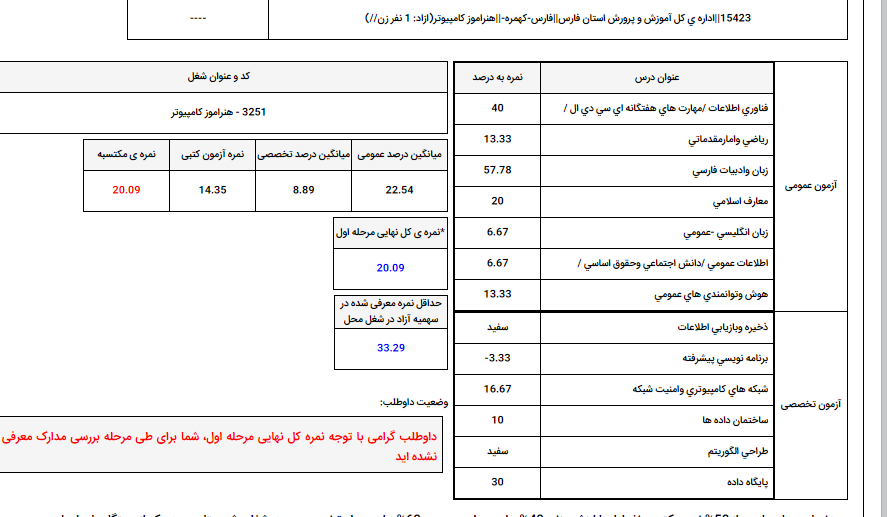 15423||اداره ي كل آموزش و پرورش استان فارس||فارس-كهمره-||هنرآموز کامپیوتر(ازاد: 1 نفر زن//)
----
آزمون عمومی
عنوان درس	نمره به درصد
فناوري اطلاعات /مهارت هاي هفتگانه اي سي دي ال /	40
رياضي وامارمقدماتي	13.33
زبان وادبيات فارسي	57.78
معارف اسلامي	20
زبان انگليسي -عمومي	6.67
اطلاعات عمومي /دانش اجتماعي وحقوق اساسي /	6.67
هوش وتوانمندي هاي عمومي	13.33
آزمون تخصصی
ذخيره وبازيابي اطلاعات	سفید
برنامه نويسي پيشرفته	-3.33
شبكه هاي كامپيوتري وامنيت شبكه	16.67
ساختمان داده ها	10
طراحي الگوريتم	سفید
پايگاه داده	30
کد و عنوان شغل
3251 - هنرآموز کامپیوتر
میانگین درصد عمومی	میانگین درصد تخصصی	نمره آزمون کتبی	نمره ی مکتسبه
22.54	8.89	14.35	20.09
*نمره ی کل نهایی مرحله اول
20.09
حداقل نمره معرفی شده در
سهمیه آزاد در شغل محل
33.29
وضعیت داوطلب:
داوطلب گرامی با توجه نمره کل نهایی مرحله اول، شما برای طی مرحله بررسی مدارک معرفی
نشده اید